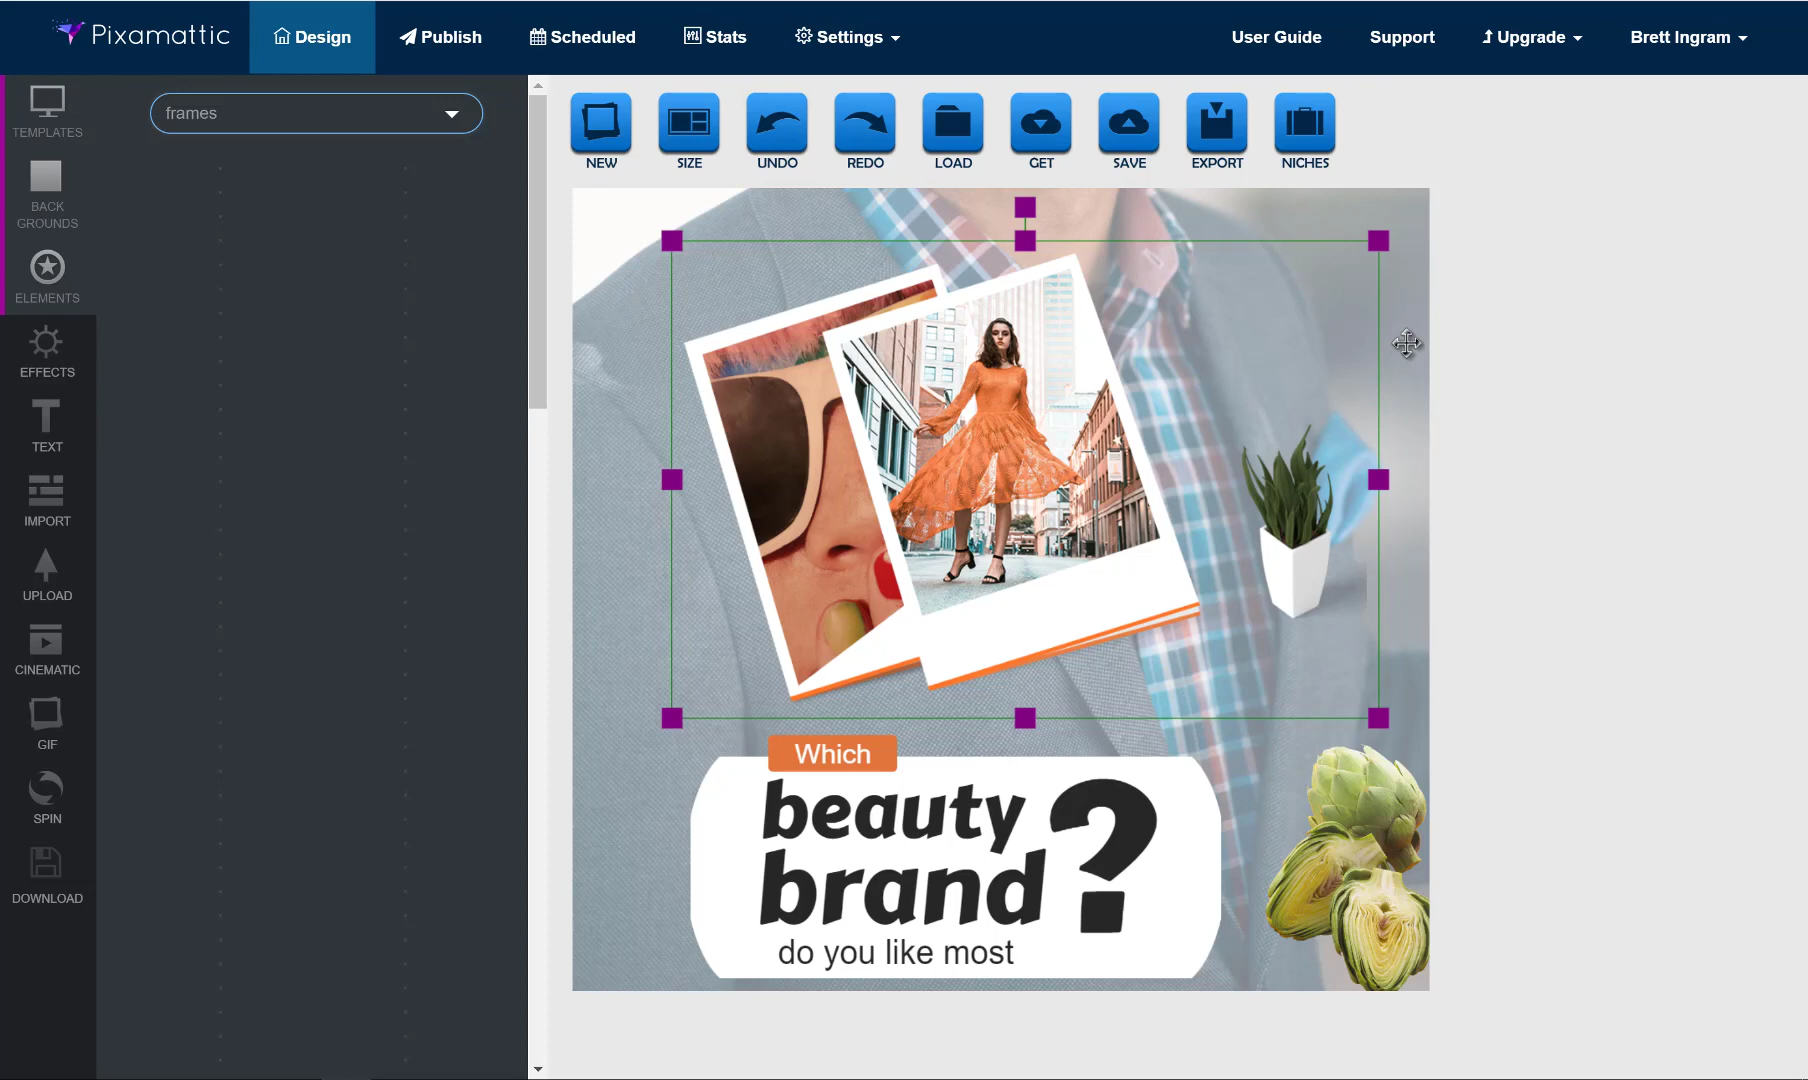 Pixamattic
Design
Publish
Scheduled
Stats
Settings
User Guide
Support
Upgrade
Brett Ingram
TEMPLATES
BACK
GROUNDS
ELEMENTS
EFFECTS
TEXT
IMPORT
UPLOAD
CINEMATIC
GIF
SPIN
DOWNLOAD
frames
NEW
SIZE
UNDO
REDO
LOAD
GET
SAVE
EXPORT
NICHES
Which
beauty
brand?
do you like most